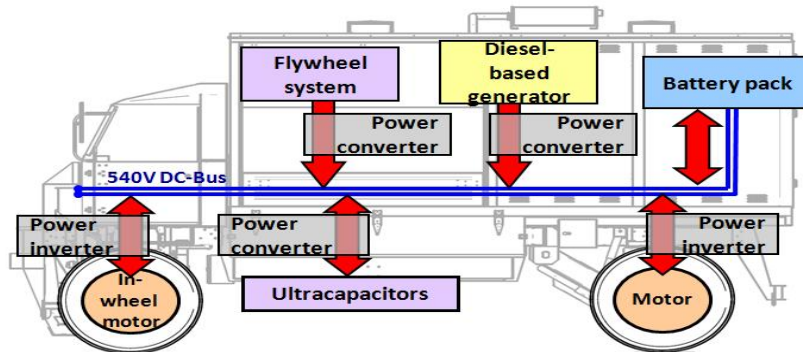 Flywheel
system
Diesel-
based
generator
Battery pack
Power
converter
Power
converter
540V DC-Bus
Power
inverter
Power
converter
Power
inverter
In-
wheel
motor
Ultracapacitors
Motor